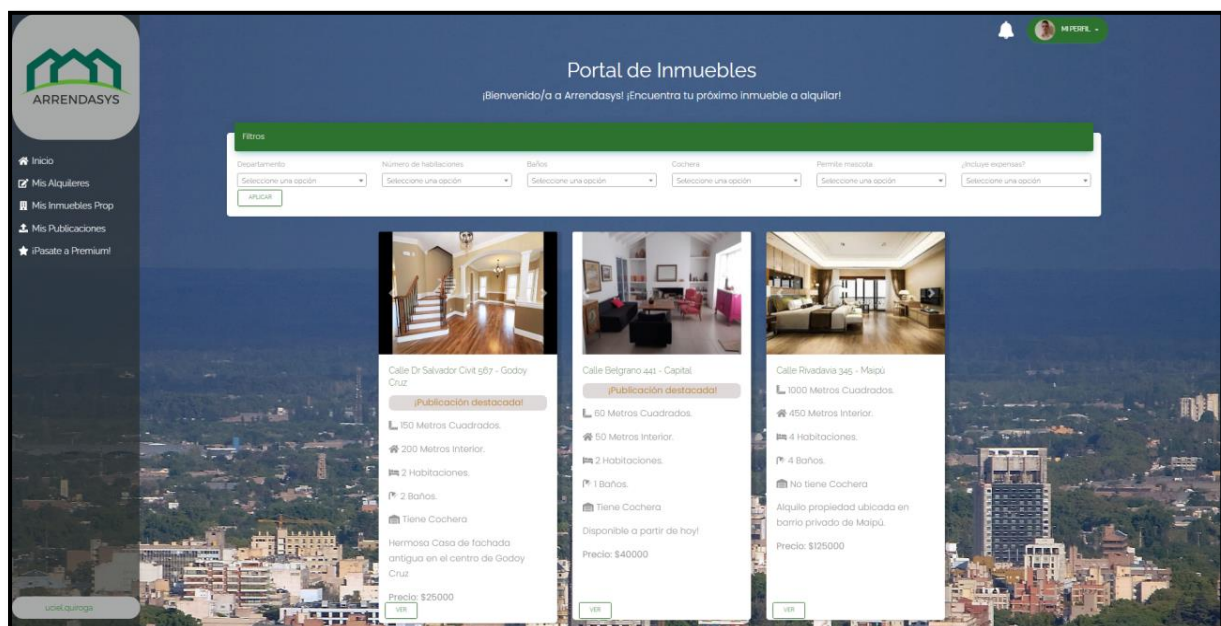 ARRENDASYS
Inicio
Mis Alquileres
Mis Inmuebles Prop
Mis Publicaciones
¡Pasate a Premium!
uciel.quiroga
MI PERFIL
Portal de Inmuebles
¡Bienvenido/a a Arrendasys! ¡Encuentra tu próximo inmueble a alquilar!
Filtros
Departamento
Número de habitaciones
Baños
Cochera
Permite mascota
¿Incluye expensas?
Seleccione una opción
Seleccione una opción
Seleccione una opción
Seleccione una opción
Seleccione una opción
Seleccione una opción
APLICAR
Calle Dr Salvador Civit 567 - Godoy
Cruz
¡Publicación destacada!
150 Metros Cuadrados.
200 Metros Interior.
2 Habitaciones.
2 Baños.
Tiene Cochera
Hermosa Casa de fachada
antigua en el centro de Godoy
Cruz
Precio: $25000
VER
Calle Belgrano 441 - Capital
¡Publicación destacada!
60 Metros Cuadrados.
50 Metros Interior.
2 Habitaciones.
1 Baños.
Tiene Cochera
Disponible a partir de hoy!
Precio: $40000
VER
Calle Rivadavia 345 - Maipú
1000 Metros Cuadrados.
450 Metros Interior.
4 Habitaciones.
4 Baños.
No tiene Cochera
Alquilo propiedad ubicada en
barrio privado de Maipú.
Precio: $125000
VER